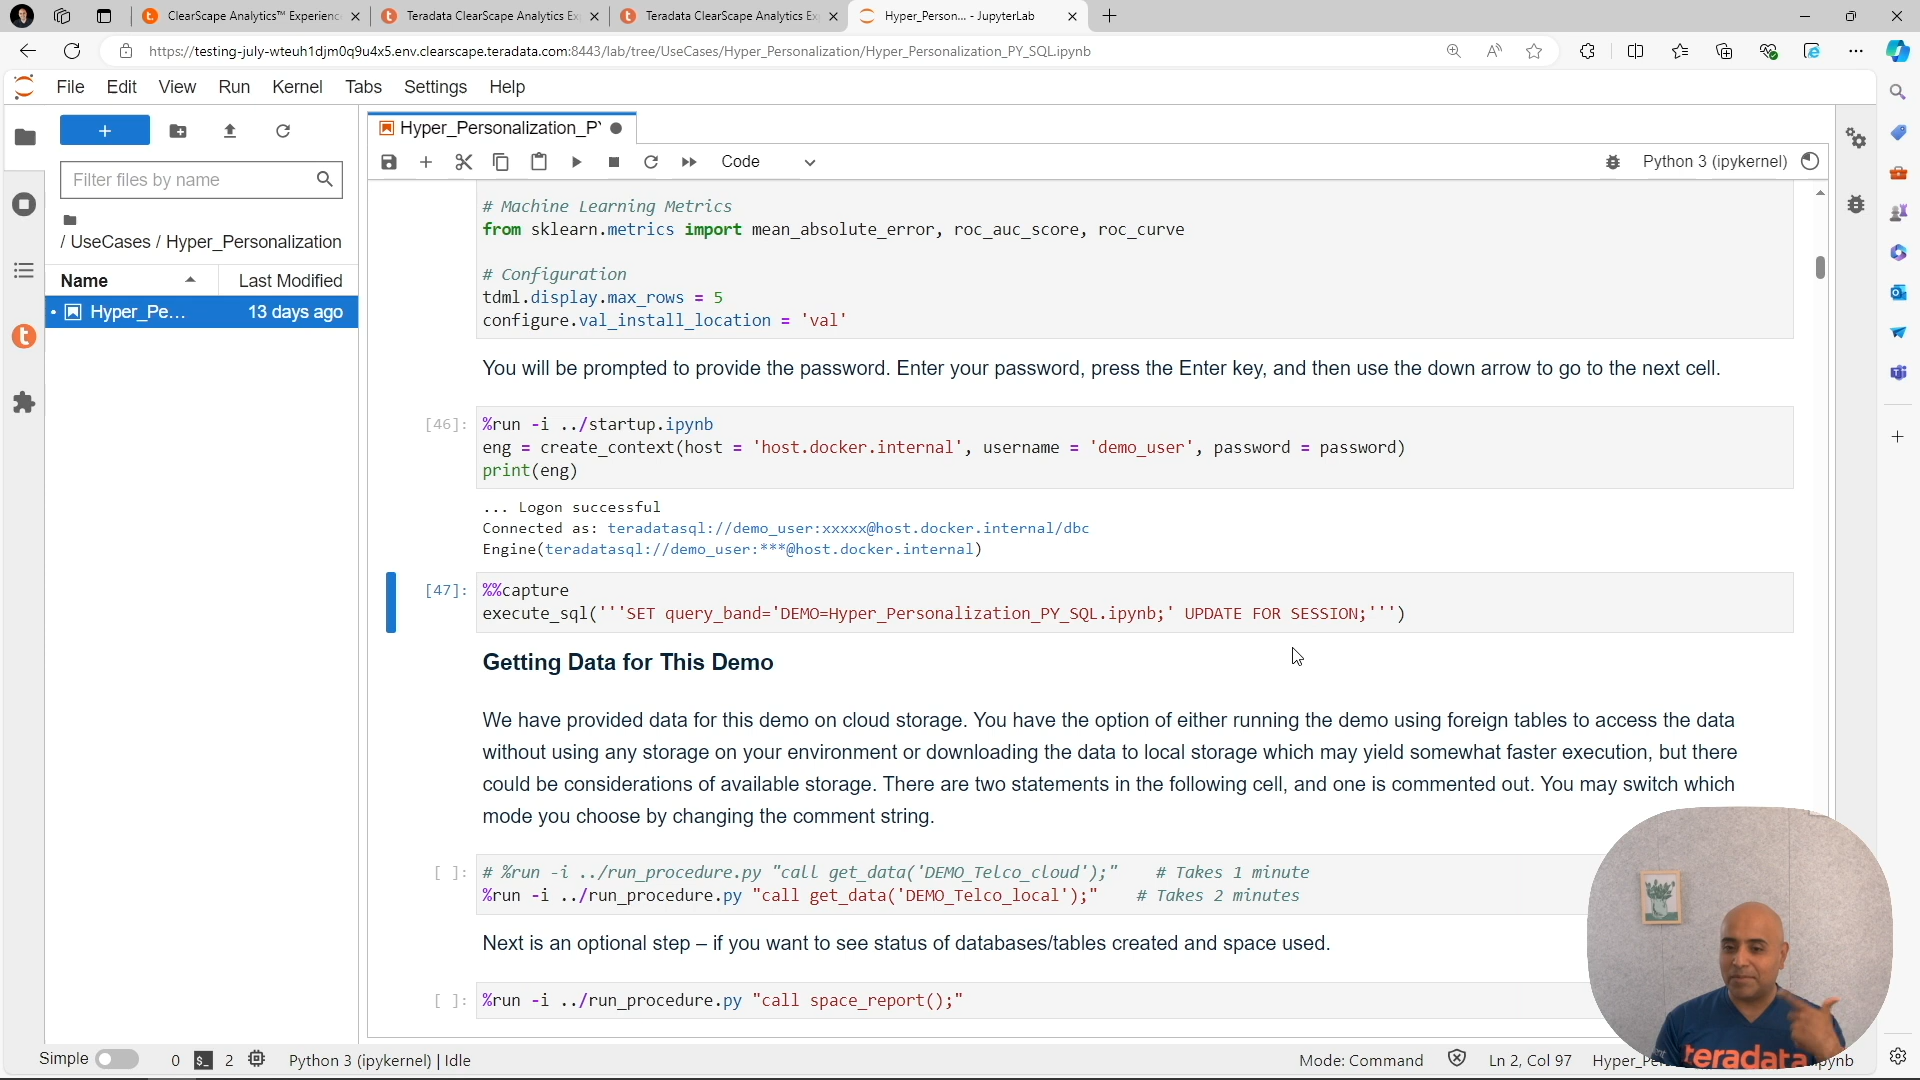 ClearScape Analytics™ Experienc
Teradata ClearScape Analytics Ex
Teradata ClearScape Analytics Ex
Hyper_Person... - JupyterLab
https://testing-july-wteuh1djm0q9u4x5.env.clearscape.teradata.com:8443/lab/tree/UseCases/Hyper_Personalization/Hyper_Personalization_PY_SQL.ipynb
File Edit View Run Kernel Tabs Settings Help
Filter files by name
/ UseCases / Hyper_Personalization
Name Last Modified
Hyper_Pe... 13 days ago
Hyper_Personalization_P
Code
Python 3 (ipykernel)
# Machine Learning Metrics
from sklearn.metrics import mean_absolute_error, roc_auc_score, roc_curve
# Configuration
tdml.display.max_rows = 5
configure.val_install_location = 'val'
You will be prompted to provide the password. Enter your password, press the Enter key, and then use the down arrow to go to the next cell.
[46]: %run -i ../startup.ipynb
eng = create_context(host = 'host.docker.internal', username = 'demo_user', password = password)
print(eng)
... Logon successful
Connected as: teradatasql://demo_user:xxxxx@host.docker.internal/dbc
Engine(teradatasql://demo_user:***@host.docker.internal)
[47]: %%capture
execute_sql('''SET query_band='DEMO=Hyper_Personalization_PY_SQL.ipynb;' UPDATE FOR SESSION;''')
Getting Data for This Demo
We have provided data for this demo on cloud storage. You have the option of either running the demo using foreign tables to access the data
without using any storage on your environment or downloading the data to local storage which may yield somewhat faster execution, but there
could be considerations of available storage. There are two statements in the following cell, and one is commented out. You may switch which
mode you choose by changing the comment string.
[ ]: # %run -i ../run_procedure.py "call get_data('DEMO_Telco_cloud');" # Takes 1 minute
%run -i ../run_procedure.py "call get_data('DEMO_Telco_local');" # Takes 2 minutes
Next is an optional step – if you want to see status of databases/tables created and space used.
[ ]: %run -i ../run_procedure.py "call space_report();"
teradata.
Simple 0 2 Python 3 (ipykernel) | Idle
Mode: Command Ln 2, Col 97 Hyper_Pe
ynb